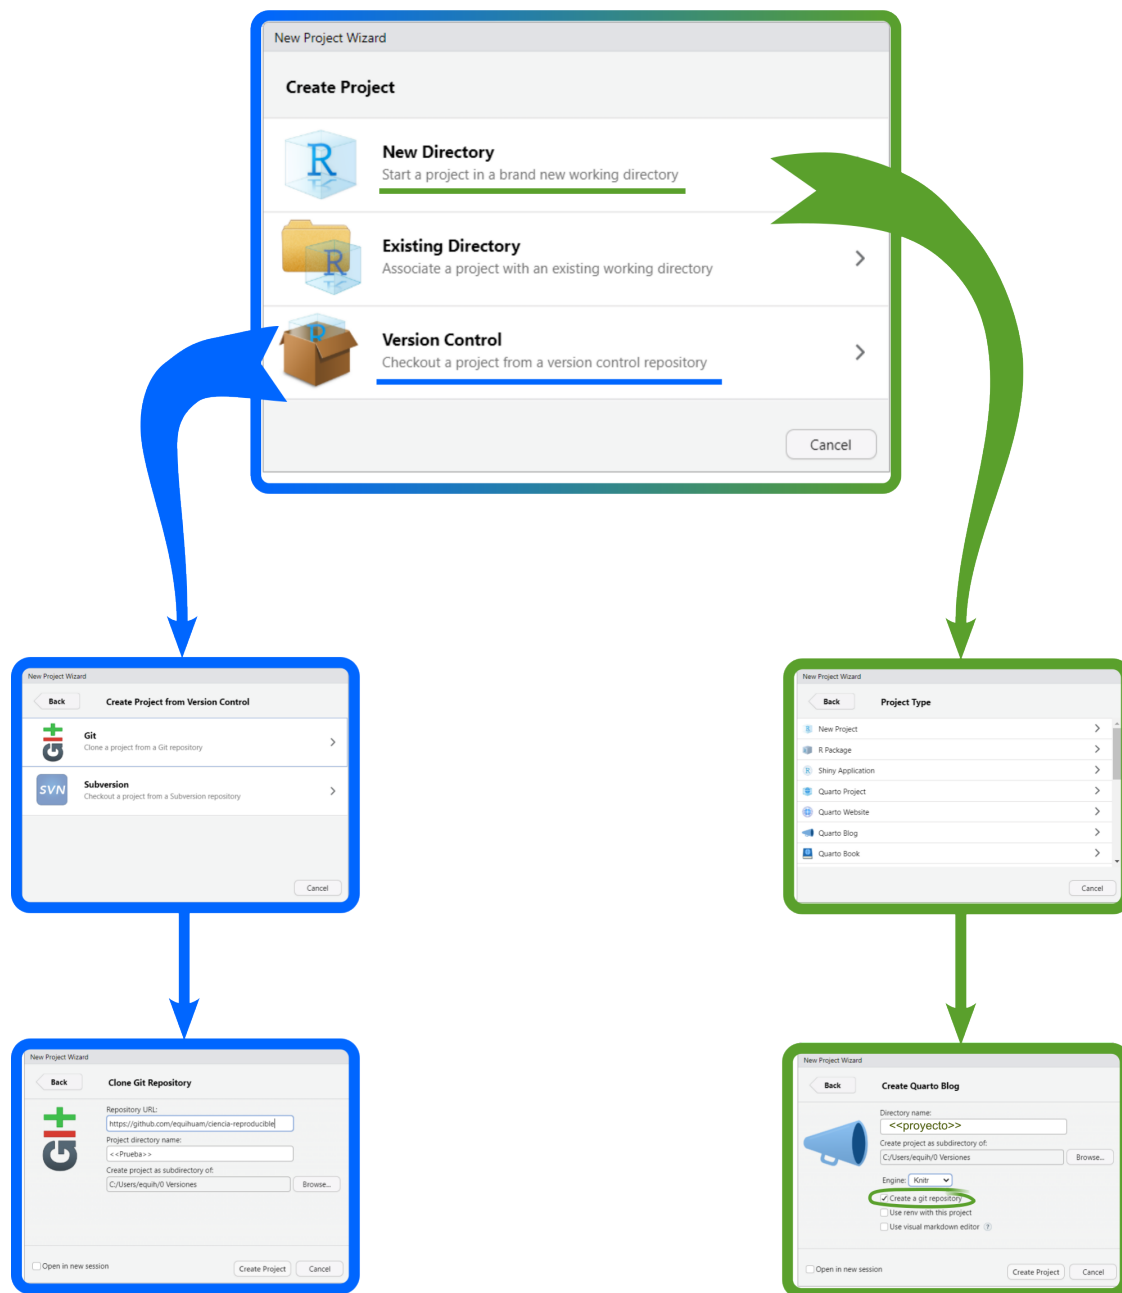 New Project Wizard
Create Project
R
New Directory
Start a project in a brand new working directory
R
Existing Directory
Associate a project with an existing working directory
Version Control
Checkout a project from a version control repository
Cancel
New Project Wizard
Back
Create Project from Version Control
Git
Git
Clone a project from a Git repository
SVN
Subversion
Checkout a project from a Subversion repository
Cancel
New Project Wizard
Back
Project Type
New Project
R Package
Shiny Application
Quarto Project
Quarto Website
Quarto Blog
Quarto Book
Cancel
New Project Wizard
Back
Clone Git Repository
Git
Repository URL:
https://github.com/equihuam/ciencia-reproducible
Project directory name:
<<Prueba>>
Create project as subdirectory of:
C:/Users/equih/0 Versiones
Browse...
Open in new session
Create Project
Cancel
New Project Wizard
Back
Create Quarto Blog
Directory name:
<<proyecto>>
Create project as subdirectory of:
C:/Users/equih/0 Versiones
Browse...
Engine: Knitr
Create a git repository
Use renv with this project
Use visual markdown editor ?
Open in new session
Create Project
Cancel